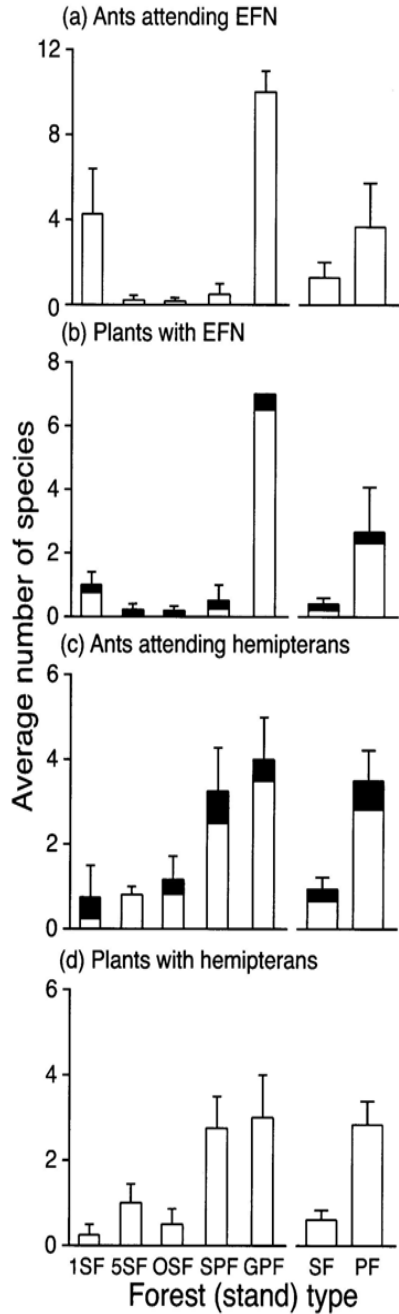 (a) Ants attending EFN
12
8
4
0
(b) Plants with EFN
8
6
4
2
0
(c) Ants attending hemipterans
6
4
2
0
(d) Plants with hemipterans
6
4
2
0
Average number of species
1SF 5SF OSF SPF GPF SF PF
Forest (stand) type